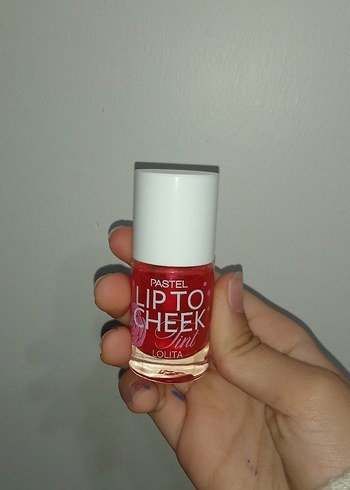 PASTEL
LIP TO
CHEEK
Tint
LOLITA